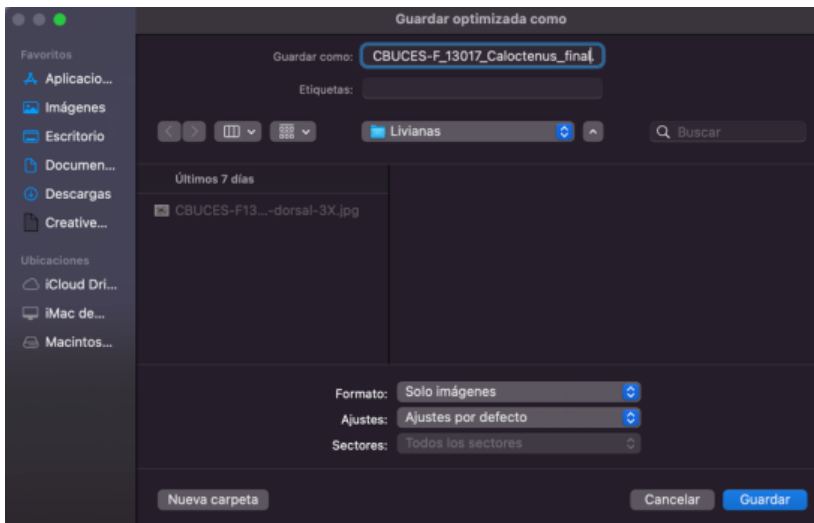 Guardar optimizada como
Favoritos
Aplicacio...
Imágenes
Escritorio
Documen...
Descargas
Creative...
Ubicaciones
iCloud Dri...
iMac de...
Macintos...
Guardar como: CBUCES-F_13017_Caloctenus_final.
Etiquetas:
Livianas
Buscar
Últimos 7 días
CBUCES-F13...-dorsal-3X.jpg
Formato: Solo imágenes
Ajustes: Ajustes por defecto
Sectores: Todos los sectores
Nueva carpeta
Cancelar
Guardar